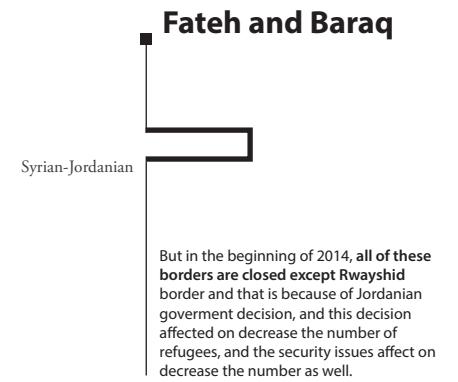 Fateh and Baraq
Syrian-Jordanian
But in the beginning of 2014, all of these
borders are closed except Rwayshid
border and that is because of Jordanian
goverment decision, and this decision
affected on decrease the number of
refugees, and the security issues affect on
decrease the number as well.